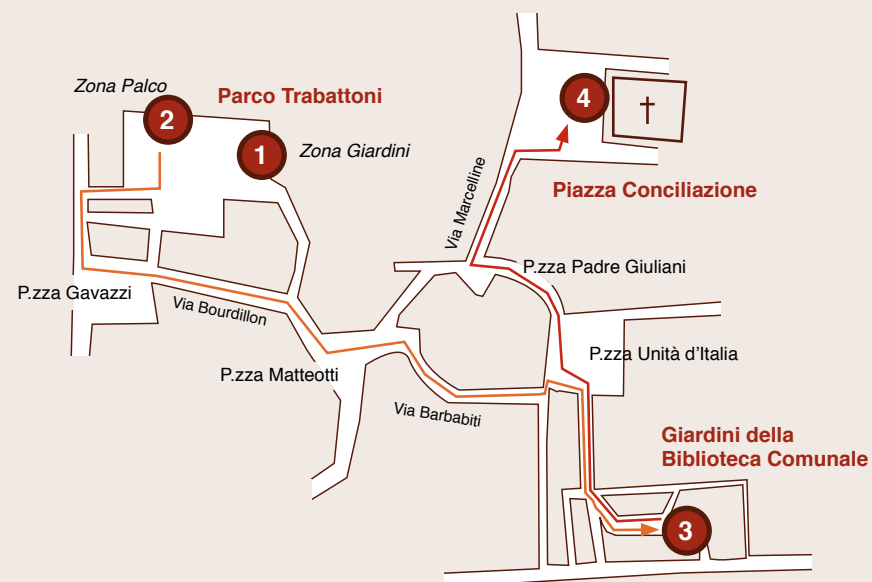 Zona Palco
Parco Trabattoni
2
1
Zona Giardini
4
†
Via Marcelline
Piazza Conciliazione
P.zza Padre Giuliani
P.zza Gavazzi
Via Bourdillon
P.zza Unità d’Italia
P.zza Matteotti
Via Barbabiti
Giardini della
Biblioteca Comunale
3